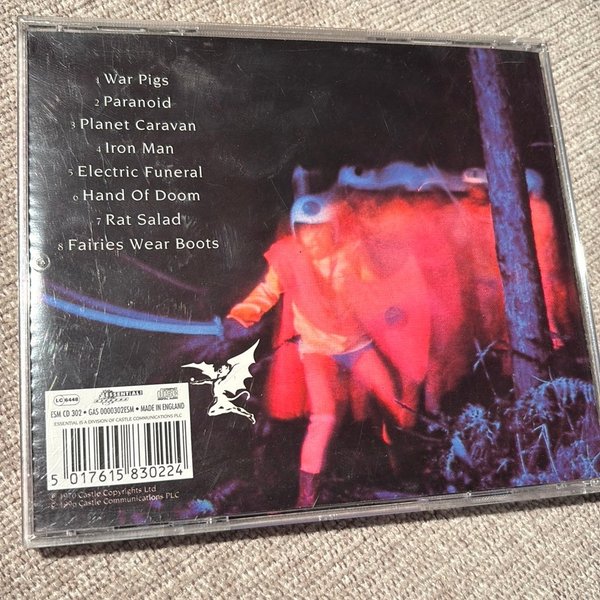 1 War Pigs
2 Paranoid
3 Planet Caravan
4 Iron Man
5 Electric Funeral
6 Hand Of Doom
7 Rat Salad
8 Fairies Wear Boots
LC 6448
ESSENTIAL!
ESM CD 302 • GAS 0000302ESM • MADE IN ENGLAND
ESSENTIAL IS A DIVISION OF CASTLE COMMUNICATIONS PLC
5 017615 830224
℗ 1970 Castle Copyrights Ltd
© 1996 Castle Communications PLC